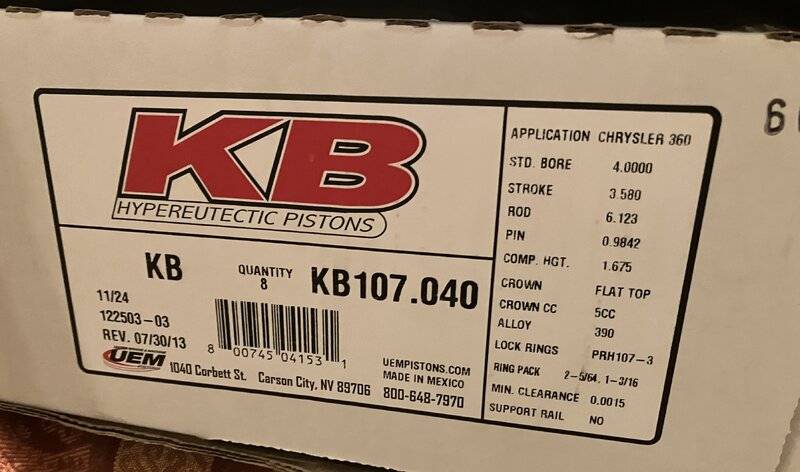 KB
HYPEREUTECTIC PISTONS
KB
QUANTITY
8
KB107.040
11/24
122503-03
REV. 07/30/13
UEM
8 00745 04153 1
UEMPISTONS.COM
MADE IN MEXICO
1040 Corbett St. Carson City, NV 89706 800-648-7970
APPLICATION CHRYSLER 360
STD. BORE 4.0000
STROKE 3.580
ROD 6.123
PIN 0.9842
COMP. HGT. 1.675
CROWN FLAT TOP
CROWN CC 5CC
ALLOY 390
LOCK RINGS PRH107-3
RING PACK 2-5/64, 1-3/16
MIN. CLEARANCE 0.0015
SUPPORT RAIL NO